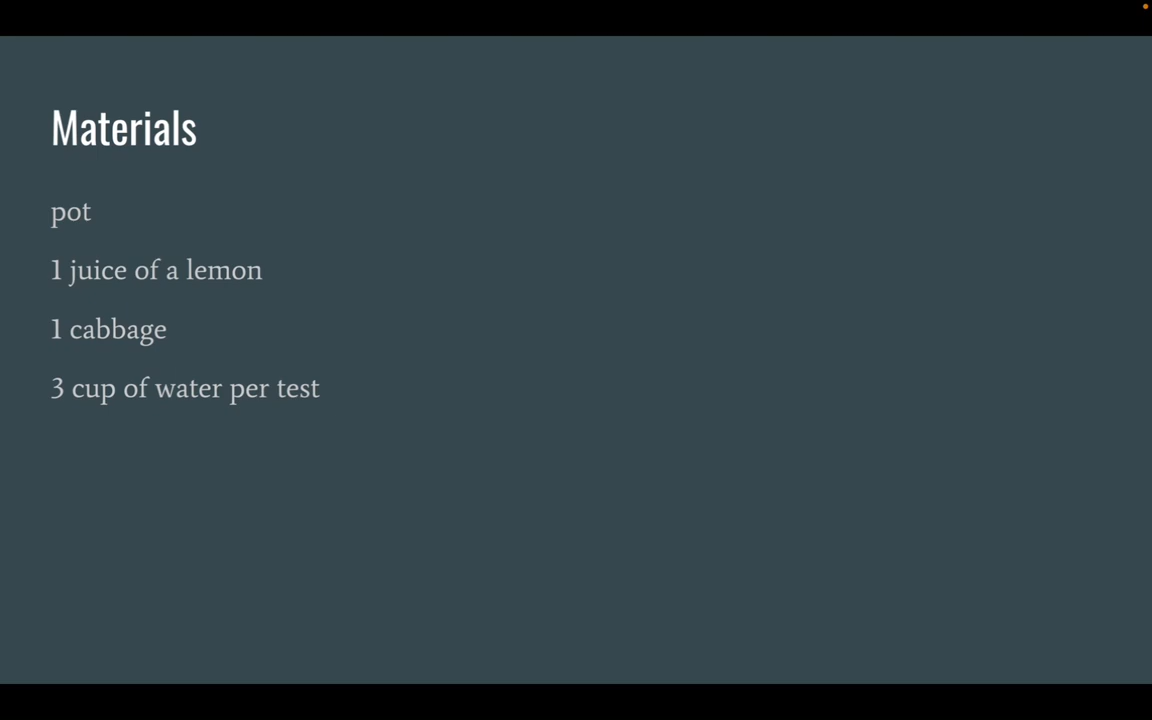 Materials
pot
1 juice of a lemon
1 cabbage
3 cup of water per test